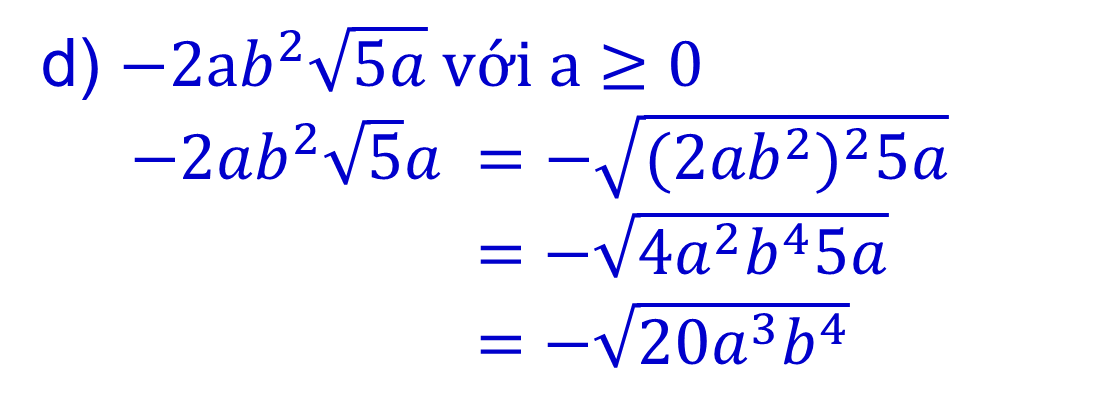 d) −2ab²√(5a) với a ≥ 0
−2ab²√5a = −√((2ab²)²5a)
= −√(4a²b⁴5a)
= −√(20a³b⁴)